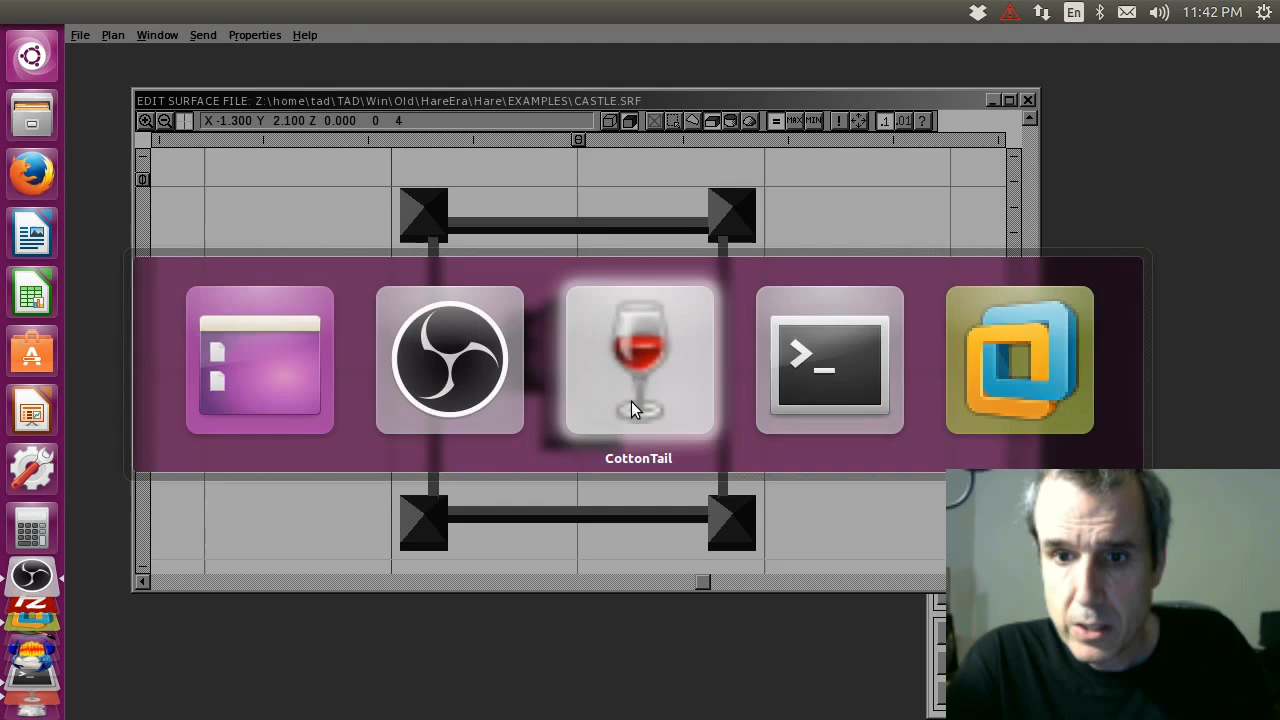 En 11:42 PM
File Plan Window Send Properties Help
EDIT SURFACE FILE: Z:\home\tad\TAD\Win\Old\HareEra\Hare\EXAMPLES\CASTLE.SRF
X -1.300 Y 2.100 Z 0.000 0 4
= MAX MIN ! .1 .01 ?
>_
CottonTail